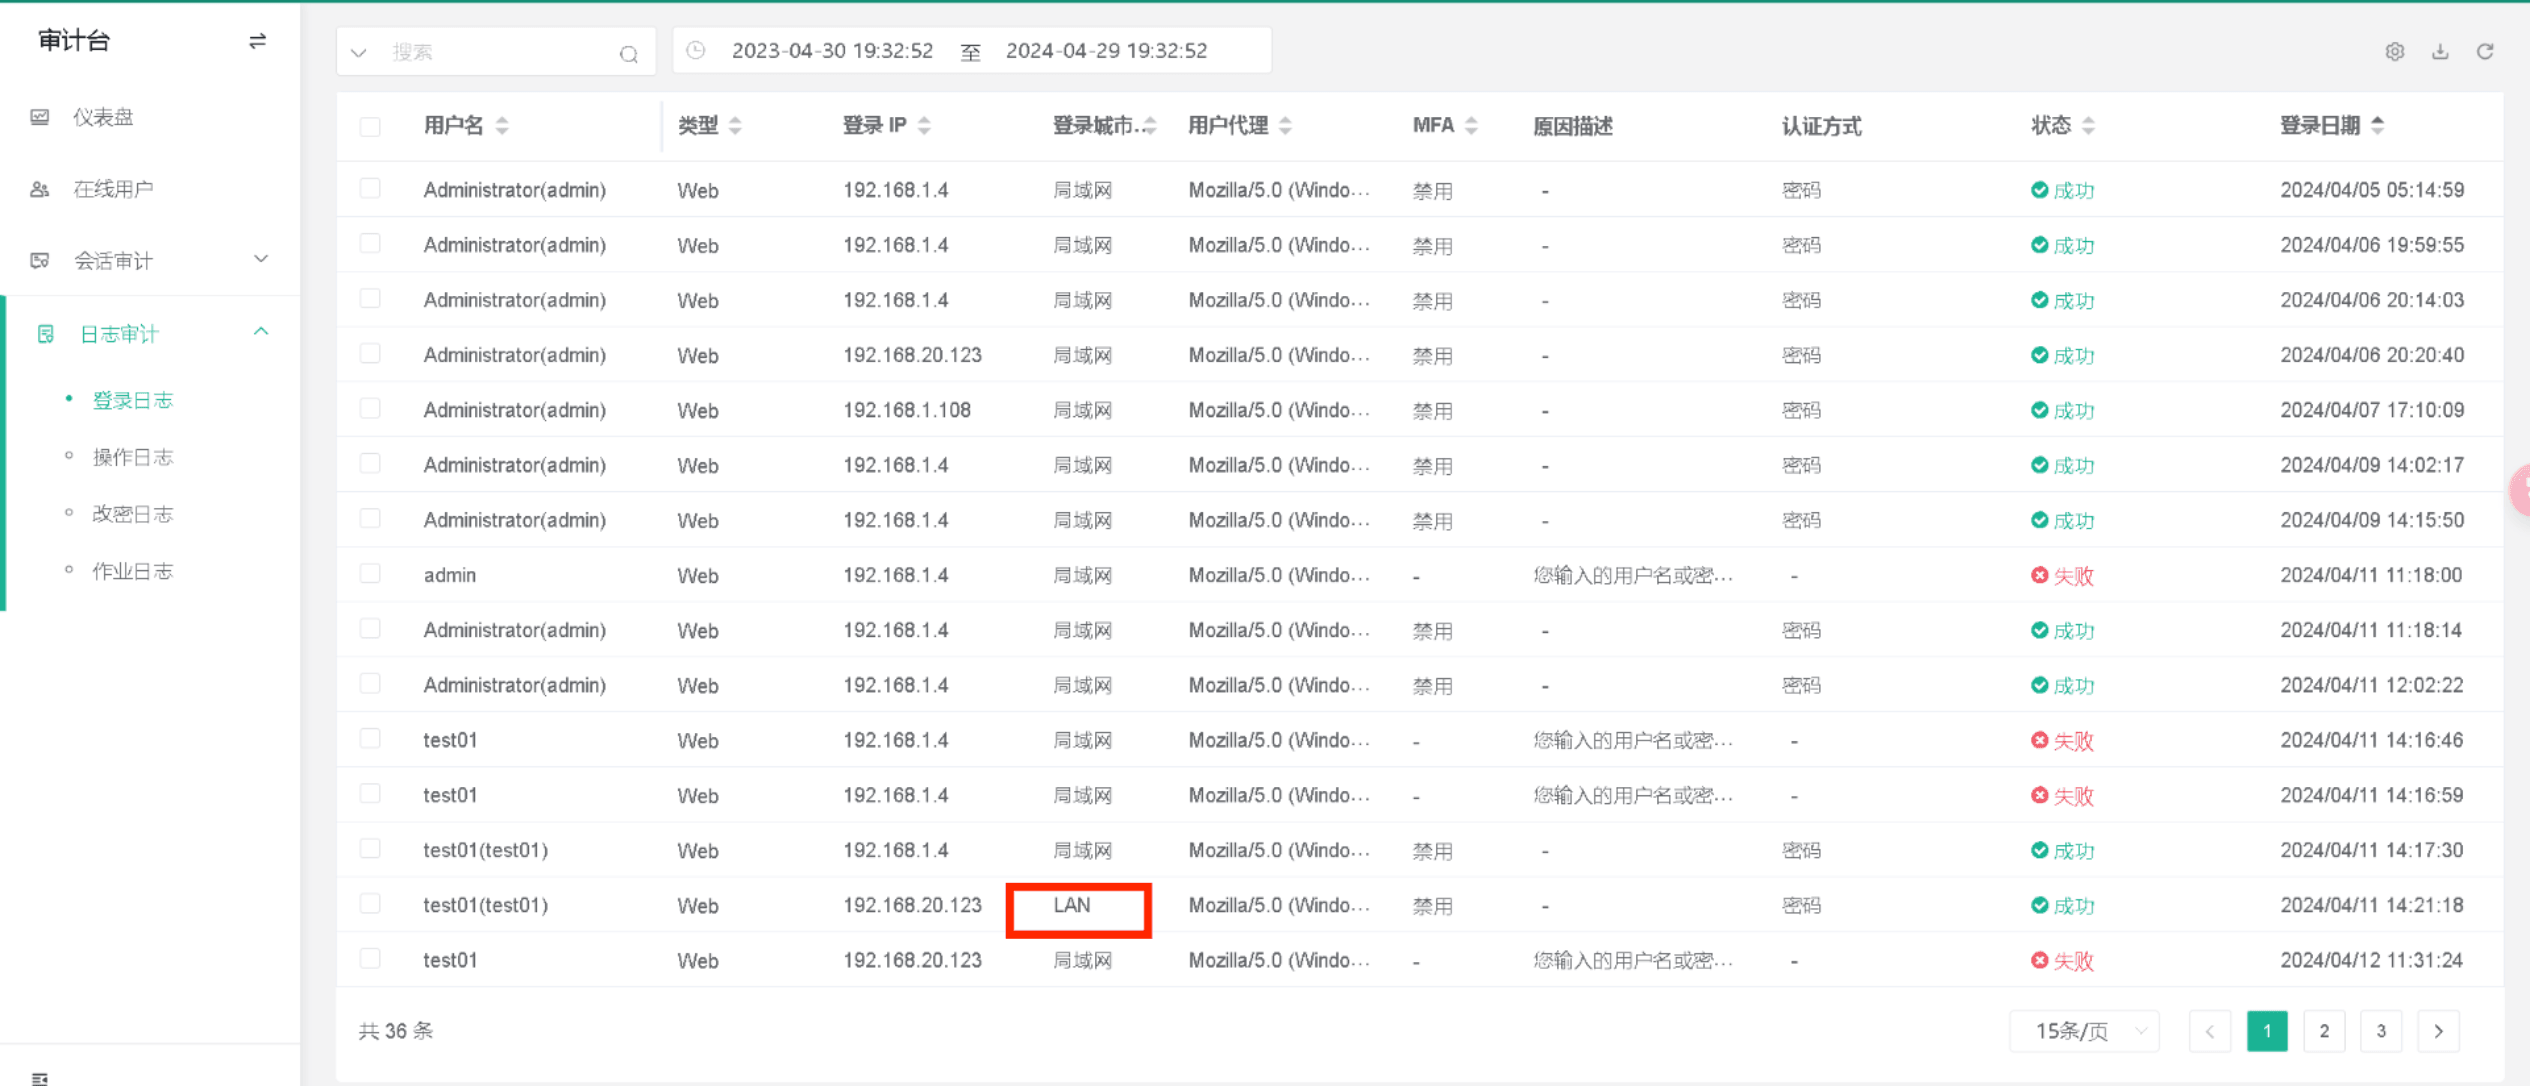 审计台
仪表盘
在线用户
会话审计
日志审计
登录日志
操作日志
改密日志
作业日志
搜索 2023-04-30 19:32:52 至 2024-04-29 19:32:52
用户名 类型 登录 IP 登录城市... 用户代理 MFA 原因描述 认证方式 状态 登录日期
Administrator(admin) Web 192.168.1.4 局域网 Mozilla/5.0 (Windo... 禁用 - 密码 成功 2024/04/05 05:14:59
Administrator(admin) Web 192.168.1.4 局域网 Mozilla/5.0 (Windo... 禁用 - 密码 成功 2024/04/06 19:59:55
Administrator(admin) Web 192.168.1.4 局域网 Mozilla/5.0 (Windo... 禁用 - 密码 成功 2024/04/06 20:14:03
Administrator(admin) Web 192.168.20.123 局域网 Mozilla/5.0 (Windo... 禁用 - 密码 成功 2024/04/06 20:20:40
Administrator(admin) Web 192.168.1.108 局域网 Mozilla/5.0 (Windo... 禁用 - 密码 成功 2024/04/07 17:10:09
Administrator(admin) Web 192.168.1.4 局域网 Mozilla/5.0 (Windo... 禁用 - 密码 成功 2024/04/09 14:02:17
Administrator(admin) Web 192.168.1.4 局域网 Mozilla/5.0 (Windo... 禁用 - 密码 成功 2024/04/09 14:15:50
admin Web 192.168.1.4 局域网 Mozilla/5.0 (Windo... - 您输入的用户名或密... - 失败 2024/04/11 11:18:00
Administrator(admin) Web 192.168.1.4 局域网 Mozilla/5.0 (Windo... 禁用 - 密码 成功 2024/04/11 11:18:14
Administrator(admin) Web 192.168.1.4 局域网 Mozilla/5.0 (Windo... 禁用 - 密码 成功 2024/04/11 12:02:22
test01 Web 192.168.1.4 局域网 Mozilla/5.0 (Windo... - 您输入的用户名或密... - 失败 2024/04/11 14:16:46
test01 Web 192.168.1.4 局域网 Mozilla/5.0 (Windo... - 您输入的用户名或密... - 失败 2024/04/11 14:16:59
test01(test01) Web 192.168.1.4 局域网 Mozilla/5.0 (Windo... 禁用 - 密码 成功 2024/04/11 14:17:30
test01(test01) Web 192.168.20.123 LAN Mozilla/5.0 (Windo... 禁用 - 密码 成功 2024/04/11 14:21:18
test01 Web 192.168.20.123 局域网 Mozilla/5.0 (Windo... - 您输入的用户名或密... - 失败 2024/04/12 11:31:24
共 36 条 15条/页 1 2 3